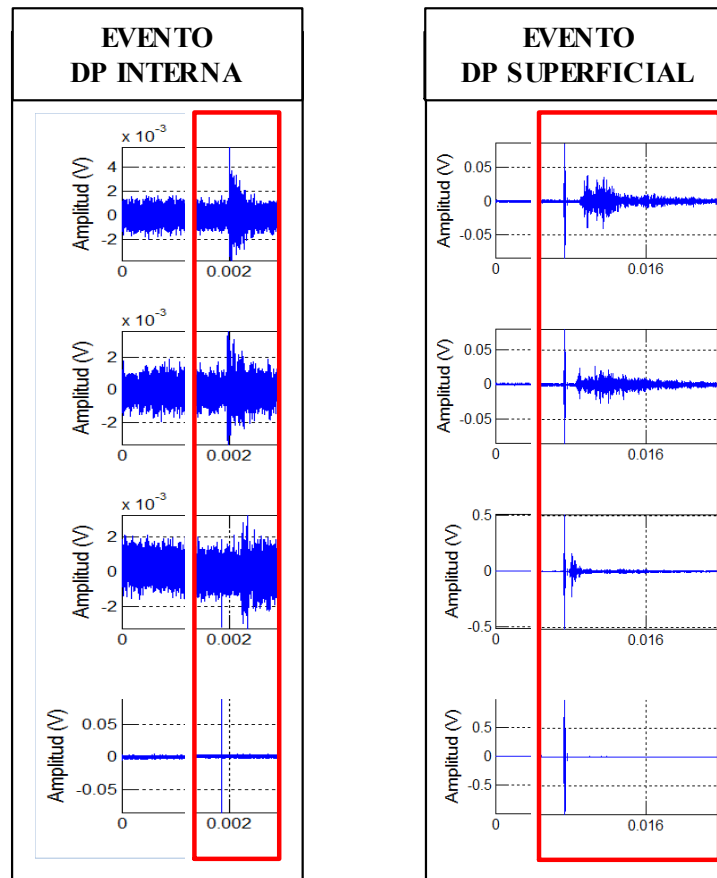 EVENTO
DP INTERNA
x 10⁻³
4
2
0
-2
Amplitud (V)
0
0.002
x 10⁻³
2
0
-2
Amplitud (V)
0
0.002
x 10⁻³
2
0
-2
Amplitud (V)
0
0.002
0.05
0
-0.05
Amplitud (V)
0
0.002
EVENTO
DP SUPERFICIAL
0.05
0
-0.05
Amplitud (V)
0
0.016
0.05
0
-0.05
Amplitud (V)
0
0.016
0.5
0
-0.5
Amplitud (V)
0
0.016
0.5
0
-0.5
Amplitud (V)
0
0.016